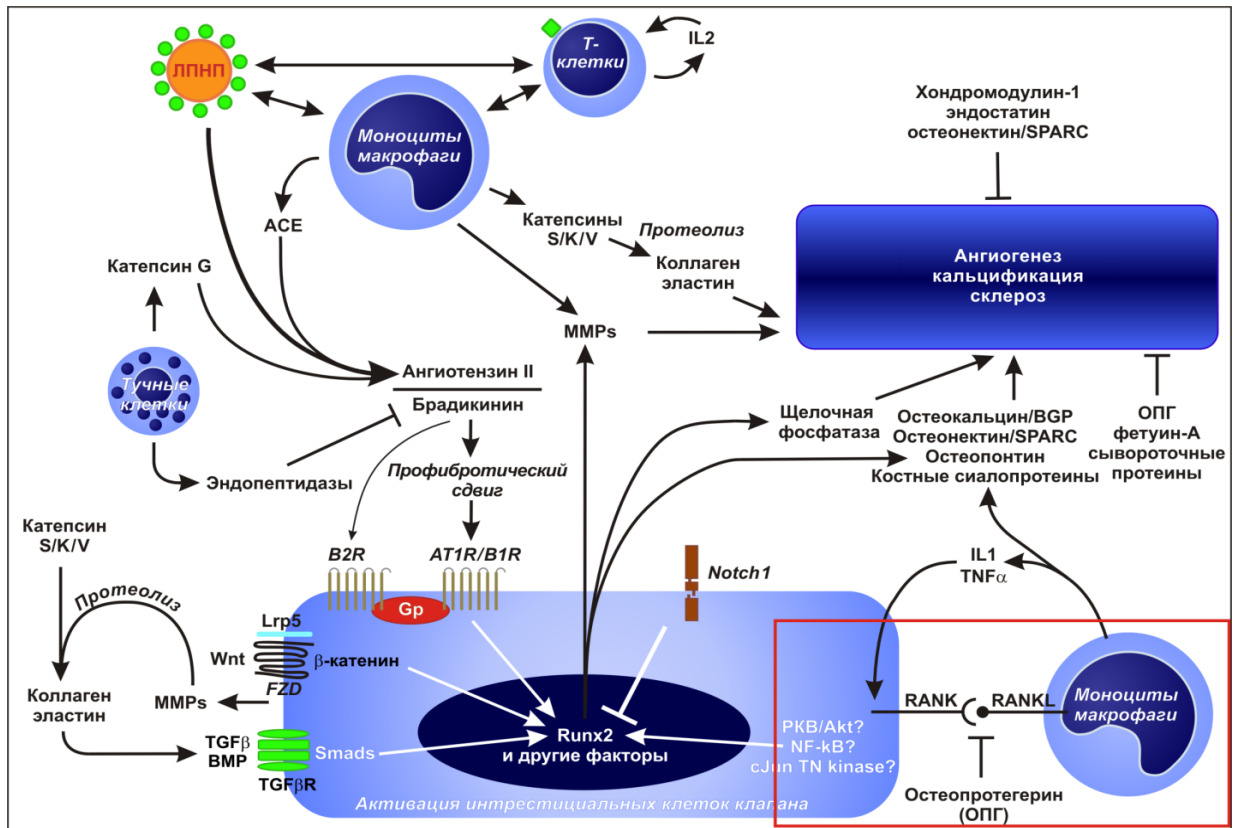 ЛПНП
Т-
клетки
IL2
Моноциты
макрофаги
Хондромодулин-1
эндостатин
остеонектин/SPARC
ACE
Катепсины
S/K/V
Протеолиз
Коллаген
эластин
Ангиогенез
кальцификация
склероз
Катепсин G
MMPs
Тучные
клетки
Ангиотензин II
Брадикинин
Щелочная
фосфатаза
Остеокальцин/BGP
Остеонектин/SPARC
Остеопонтин
Костные сиалопротеины
ОПГ
фетуин-А
сывороточные
протеины
Эндопептидазы
Профибротический
сдвиг
Катепсин
S/K/V
B2R
AT1R/B1R
Notch1
IL1
TNFα
Протеолиз
Gp
Lrp5
Wnt
β-катенин
FZD
Коллаген
эластин
MMPs
RANK
RANKL
Моноциты
макрофаги
TGFβ
BMP
Smads
TGFβR
Runx2
и другие факторы
PKB/Akt?
NF-kB?
cJun TN kinase?
Остеопротегерин
(ОПГ)
Активация интрестициальных клеток клапана